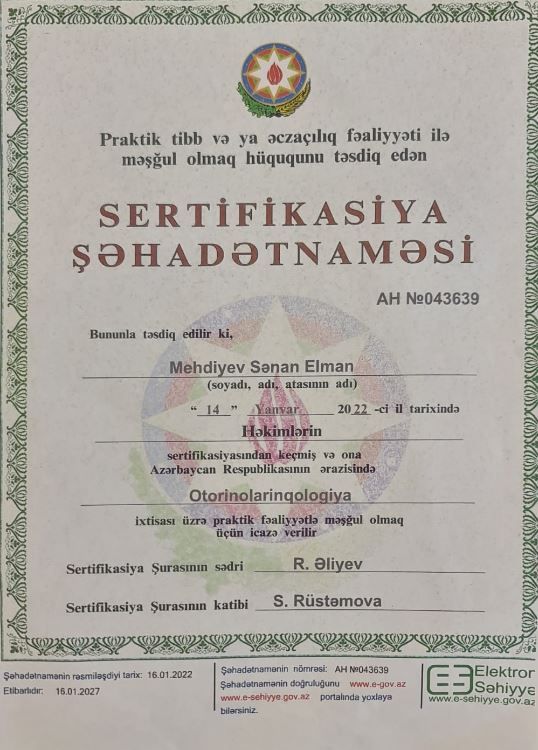 Praktik tibb və ya əczaçılıq fəaliyyəti ilə
məşğul olmaq hüququnu təsdiq edən
SERTİFİKASİYA
ŞƏHADƏTNAMƏSİ
AH №043639
Bununla təsdiq edilir ki,
Mehdiyev Sənan Elman
(soyadı, adı, atasının adı)
“ 14 ” Yanvar 2022 -ci il tarixində
Həkimlərin
sertifikasiyasından keçmiş və ona
Azərbaycan Respublikasının ərazisində
Otorinolarinqologiya
ixtisası üzrə praktik fəaliyyətlə məşğul olmaq
üçün icazə verilir
Sertifikasiya Şurasının sədri R. Əliyev
Sertifikasiya Şurasının katibi S. Rüstəmova
Şəhadətnamənin rəsmiləşdiyi tarix: 16.01.2022
Etibarlıdır: 16.01.2027
Şəhadətnamənin nömrəsi: AH №043639
Şəhadətnamənin doğruluğunu www.e-gov.az
www.e-sehiyye.gov.az portalında yoxlaya
bilərsiniz.
Elektron
Səhiyyə
www.e-sehiyye.gov.az